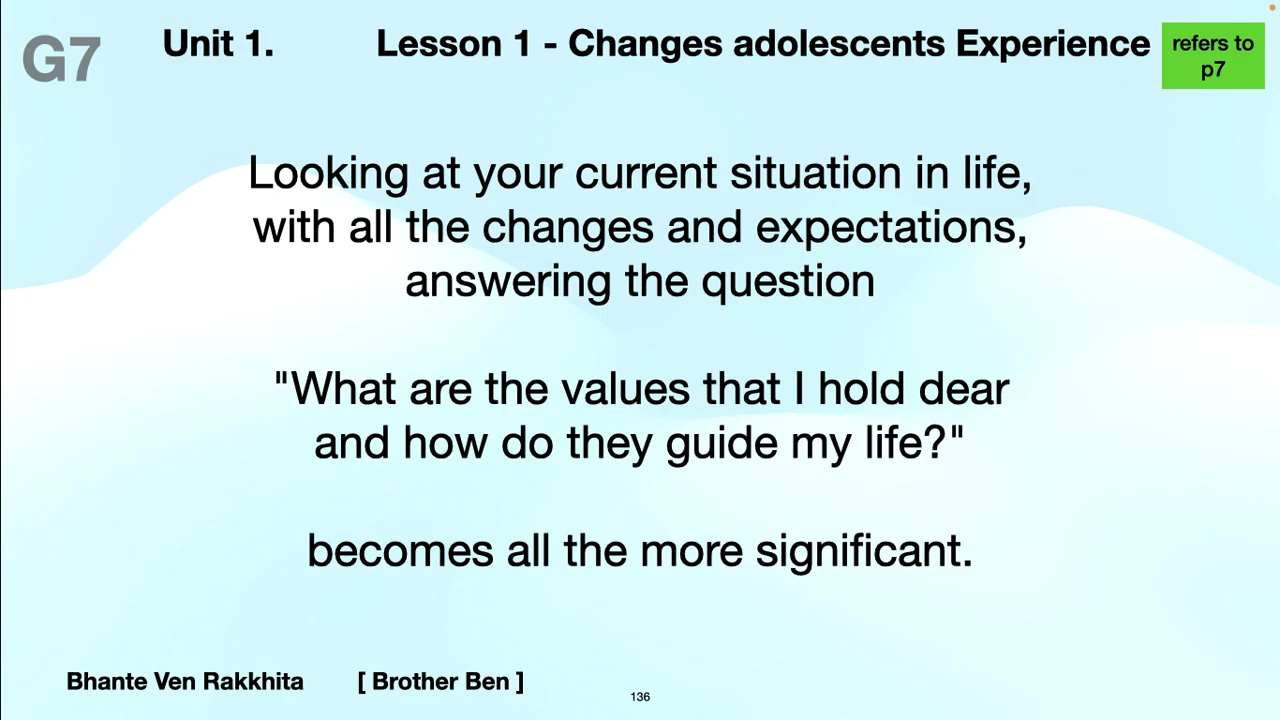 G7
Unit 1. Lesson 1 - Changes adolescents Experience
refers to
p7
Looking at your current situation in life,
with all the changes and expectations,
answering the question
"What are the values that I hold dear
and how do they guide my life?"
becomes all the more significant.
Bhante Ven Rakkhita [ Brother Ben ]
136